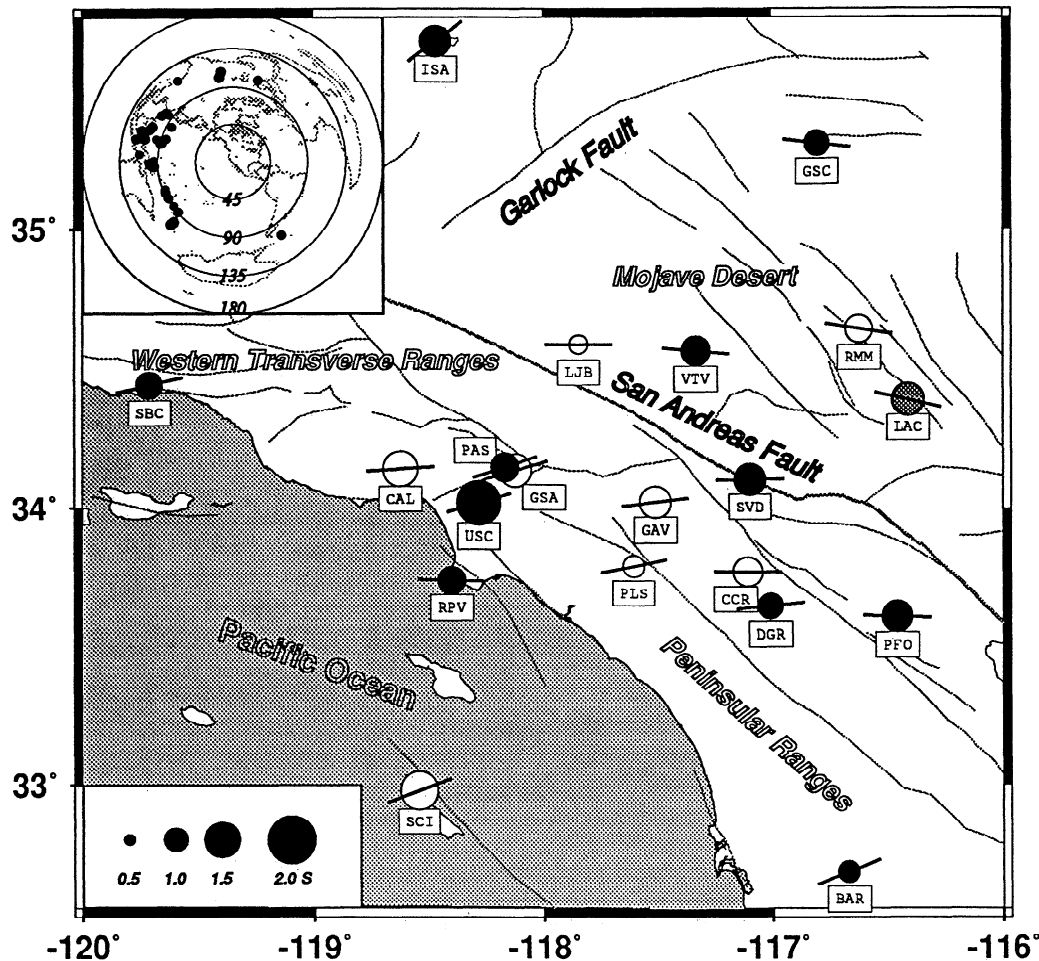 ISA
GSC
Garlock Fault
45
90
135
180
35°
Mojave Desert
Western Transverse Ranges
LJB
VTV
RMM
LAC
SBC
San Andreas Fault
PAS
CAL
GSA
USC
GAV
SVD
34°
PLS
CCR
DGR
PFO
RPV
Pacific Ocean
Peninsular Ranges
33°
SCI
0.5 1.0 1.5 2.0 S
BAR
-120° -119° -118° -117° -116°